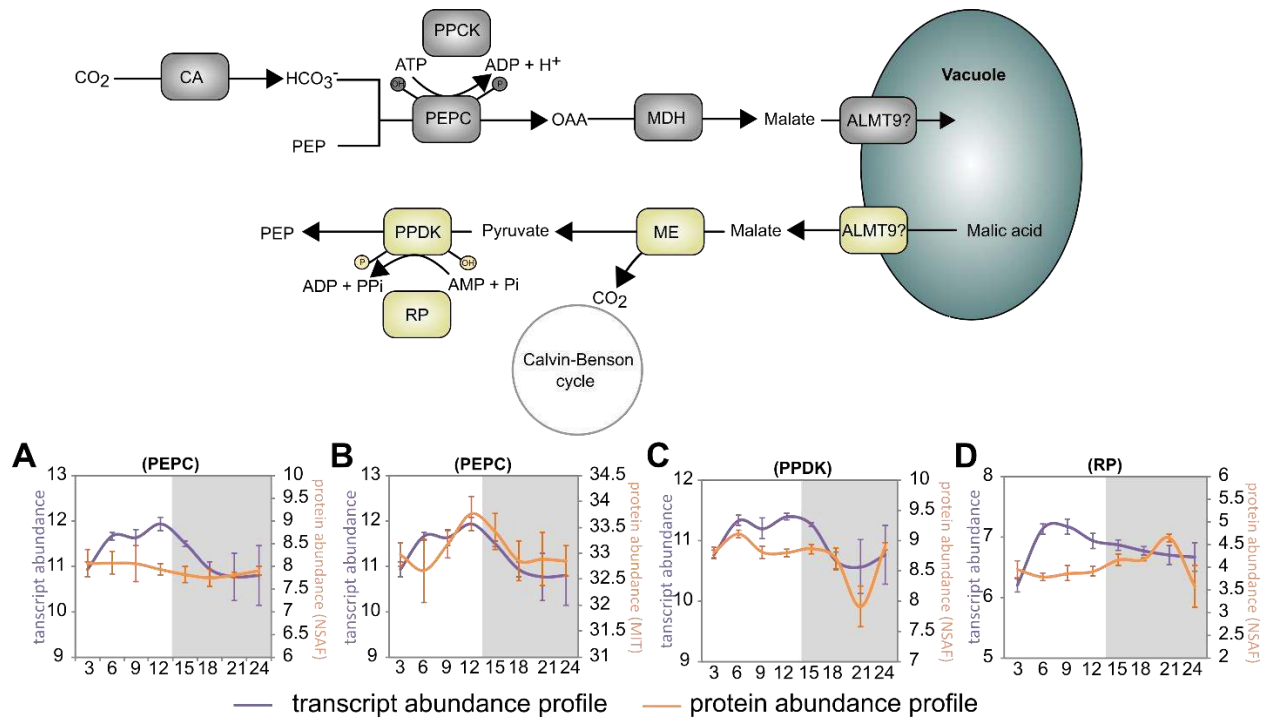 PPCK
ATP
ADP + H+
Vacuole
CO2
CA
HCO3-
OH
P
PEPC
OAA
MDH
Malate
ALMT9?
PEP
PEP
PPDK
Pyruvate
ME
Malate
ALMT9?
Malic acid
P
OH
ADP + PPi
AMP + Pi
CO2
RP
Calvin-Benson
cycle
A
(PEPC)
tanscript abundance
13
12
11
10
9
10
9.5
9
8.5
8
7.5
7
6.5
6
protein abundance (NSAF)
3 6 9 12 15 18 21 24
B
(PEPC)
tanscript abundance
13
12
11
10
9
34.5
34
33.5
33
32.5
32
31.5
31
protein abundance (MIT)
3 6 9 12 15 18 21 24
C
(PPDK)
tanscript abundance
12
11
10
9
10
9.5
9
8.5
8
7.5
7
protein abundance (NSAF)
3 6 9 12 15 18 21 24
D
(RP)
tanscript abundance
8
7
6
5
6
5.5
5
4.5
4
3.5
3
2.5
2
protein abundance (NSAF)
3 6 9 12 15 18 21 24
transcript abundance profile
protein abundance profile